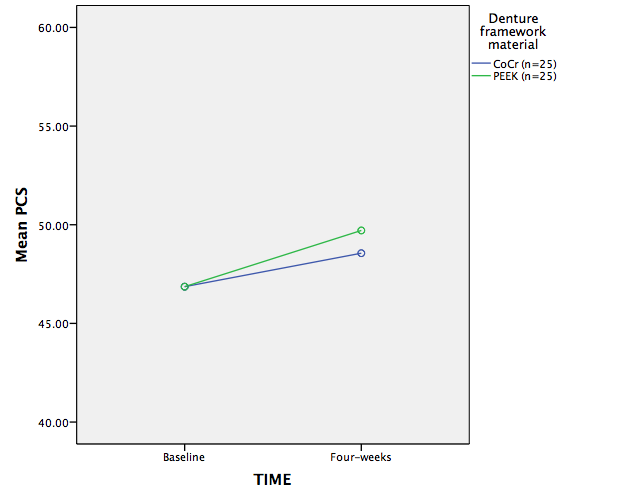 Denture
framework
material
CoCr (n=25)
PEEK (n=25)
60.00
55.00
50.00
45.00
40.00
Mean PCS
Baseline
Four-weeks
TIME